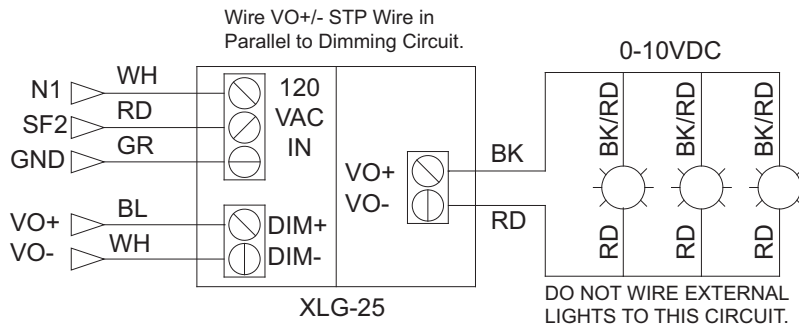 Wire VO+/- STP Wire in
Parallel to Dimming Circuit.
0-10VDC
N1
WH
SF2
RD
GND
GR
120
VAC
IN
VO+
BL
VO-
WH
DIM+
DIM-
VO+
VO-
BK
RD
BK/RD
BK/RD
BK/RD
RD
RD
RD
XLG-25
DO NOT WIRE EXTERNAL
LIGHTS TO THIS CIRCUIT.